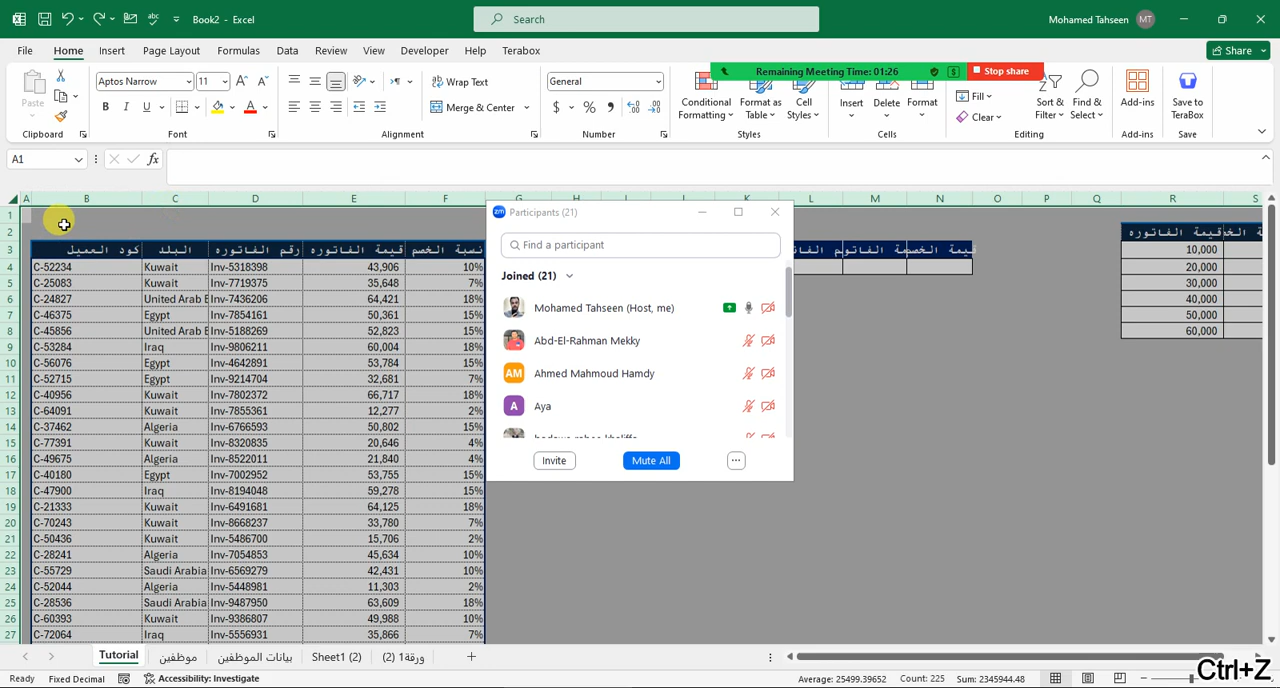 Book2 - Excel
Search
Mohamed Tahseen MT
File Home Insert Page Layout Formulas Data Review View Developer Help Terabox
Share
Remaining Meeting Time: 01:26
Stop share
Paste
Clipboard
Aptos Narrow 11
B I U
Font
Wrap Text
Merge & Center
Alignment
General
$ %
Number
Conditional Formatting
Format as Table
Cell Styles
Styles
Insert Delete Format
Cells
Fill
Clear
Sort & Filter
Find & Select
Editing
Add-ins
Add-ins
Save to TeraBox
Save
A1
fx
A B C D E F G H I J K L M N O P Q R S
كود العميل البلد رقم الفاتوره قيمة الفاتوره نسبة الخصم
C-52234 Kuwait Inv-5318398 43,906 10%
C-25083 Kuwait Inv-7719375 35,648 7%
C-24827 United Arab E Inv-7436206 64,421 18%
C-46375 Egypt Inv-7854161 50,361 15%
C-45856 United Arab E Inv-5188269 52,823 15%
C-53284 Iraq Inv-9806211 60,004 18%
C-56076 Egypt Inv-4642891 53,784 15%
C-52715 Egypt Inv-9214704 32,681 7%
C-40956 Kuwait Inv-7802372 66,717 18%
C-64091 Kuwait Inv-7855361 12,277 2%
C-37462 Algeria Inv-6766593 50,802 15%
C-77391 Kuwait Inv-8320835 20,646 4%
C-49675 Algeria Inv-8522011 21,840 4%
C-40180 Egypt Inv-7002952 53,755 15%
C-47900 Iraq Inv-8194048 59,278 15%
C-21333 Kuwait Inv-6491681 64,125 18%
C-70243 Kuwait Inv-8668237 33,780 7%
C-50436 Kuwait Inv-5486700 15,706 2%
C-28241 Algeria Inv-7054853 45,634 10%
C-55729 Saudi Arabia Inv-6569279 42,431 10%
C-52044 Algeria Inv-5448981 11,303 2%
C-28536 Saudi Arabia Inv-9487950 63,609 18%
C-60393 Kuwait Inv-9386807 49,988 10%
C-72064 Iraq Inv-5556931 35,866 7%
Participants (21)
Find a participant
Joined (21)
Mohamed Tahseen (Host, me)
Abd-El-Rahman Mekky
AM Ahmed Mahmoud Hamdy
A Aya
Invite Mute All
قيمة الخصم
قيمة الفاتوره
10,000
20,000
30,000
40,000
50,000
60,000
Tutorial موظفين بيانات الموظفين Sheet1 (2) ورقة1 (2)
Ready Fixed Decimal Accessibility: Investigate
Average: 25499.39652 Count: 225 Sum: 2345944.48
Ctrl+Z